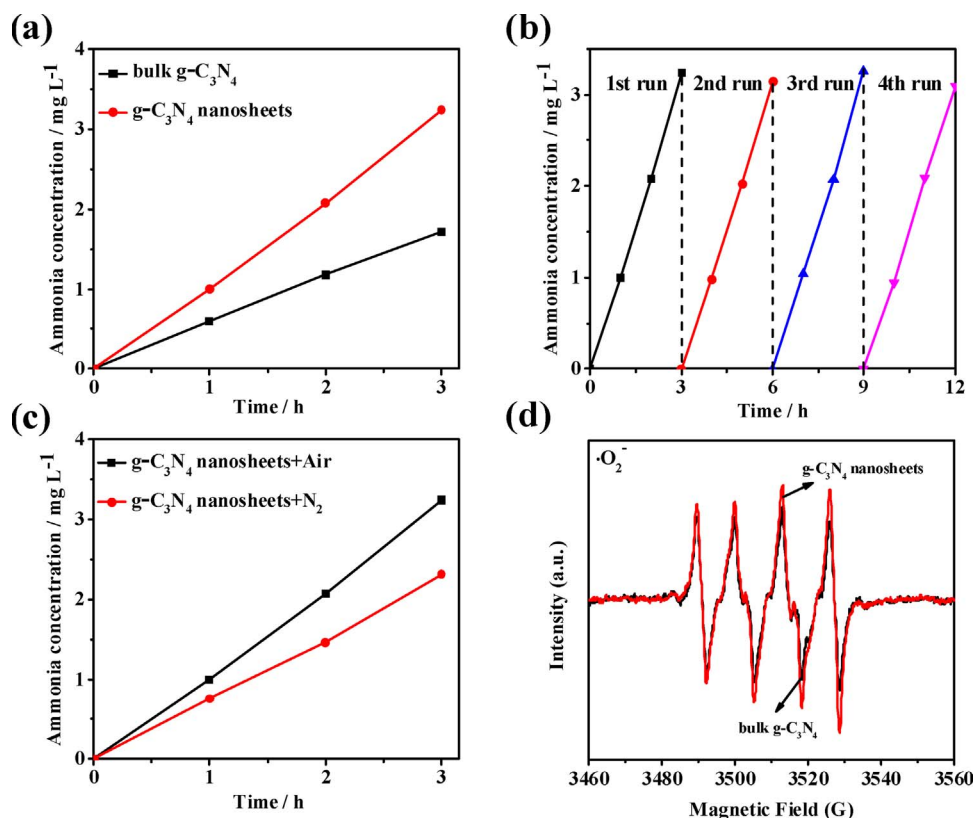 (a)
Ammonia concentration / mg L⁻¹
4
3
2
1
0
bulk g-C₃N₄
g-C₃N₄ nanosheets
0 1 2 3
Time / h
(b)
Ammonia concentration / mg L⁻¹
3
2
1
0
1st run 2nd run 3rd run 4th run
0 3 6 9 12
Time / h
(c)
Ammonia concentration / mg L⁻¹
4
3
2
1
0
g-C₃N₄ nanosheets+Air
g-C₃N₄ nanosheets+N₂
0 1 2 3
Time / h
(d)
Intensity (a.u.)
·O₂⁻
g-C₃N₄ nanosheets
bulk g-C₃N₄
3460 3480 3500 3520 3540 3560
Magnetic Field (G)